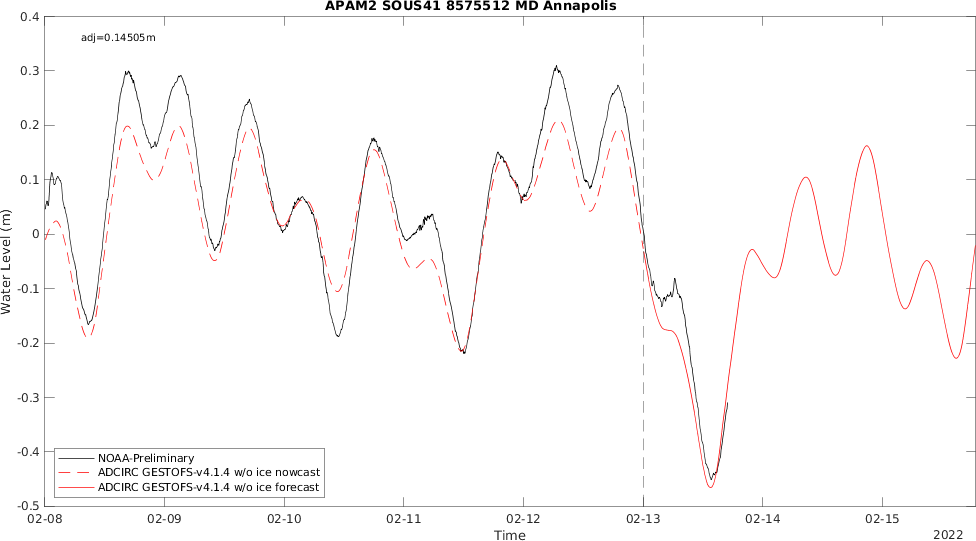 APAM2 SOUS41 8575512 MD Annapolis
adj=0.14505m
0.4
0.3
0.2
0.1
0
-0.1
-0.2
-0.3
-0.4
-0.5
Water Level (m)
NOAA-Preliminary
ADCIRC GESTOFS-v4.1.4 w/o ice nowcast
ADCIRC GESTOFS-v4.1.4 w/o ice forecast
02-08 02-09 02-10 02-11 02-12 02-13 02-14 02-15
Time
2022